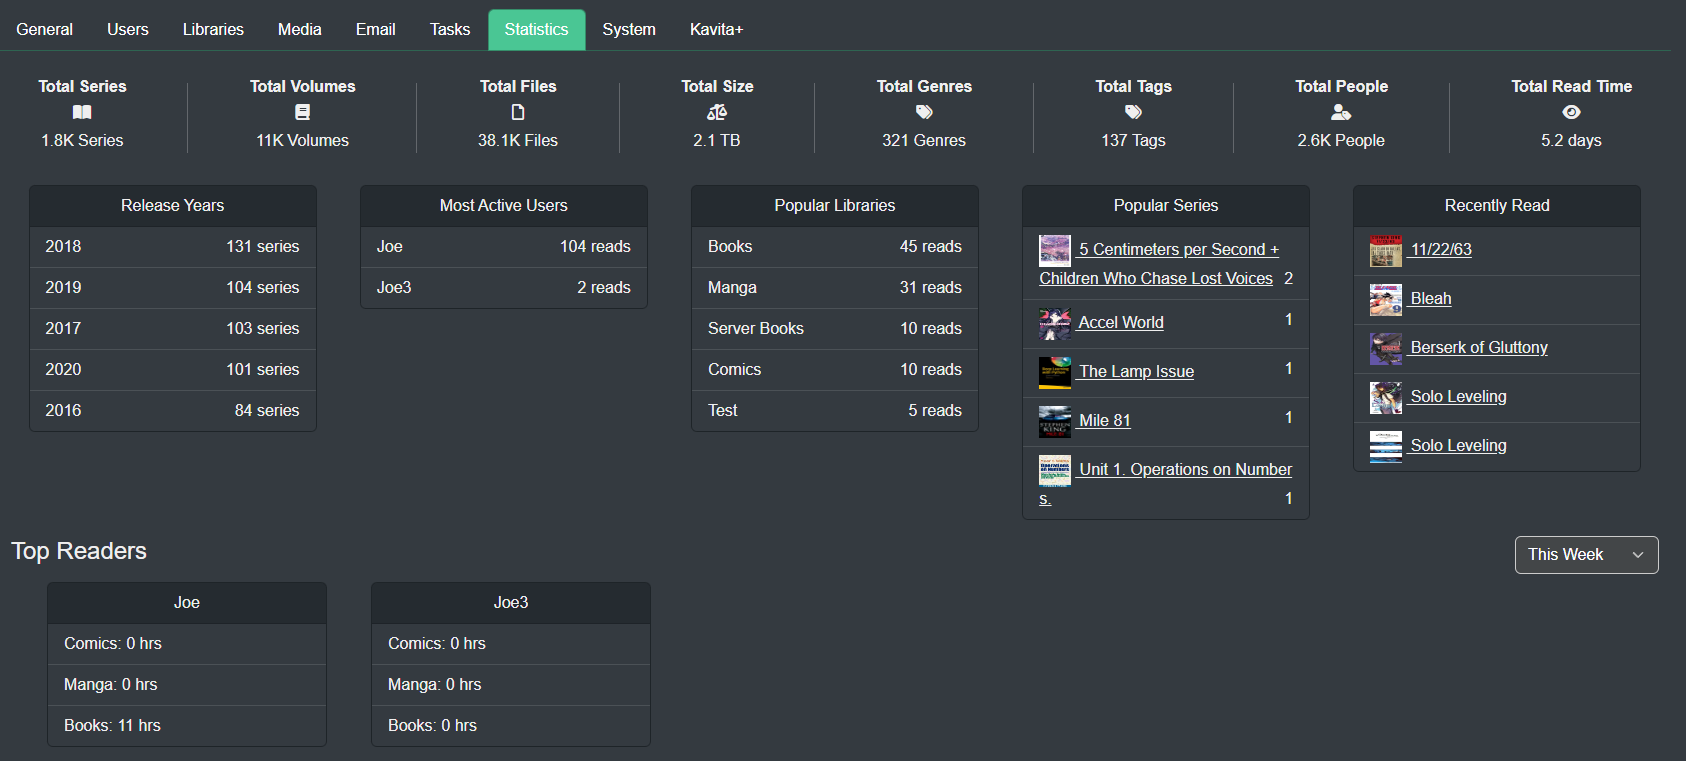 General Users Libraries Media Email Tasks Statistics System Kavita+
Total Series Total Volumes Total Files Total Size Total Genres Total Tags Total People Total Read Time
1.8K Series 11K Volumes 38.1K Files 2.1 TB 321 Genres 137 Tags 2.6K People 5.2 days
Release Years
2018 131 series
2019 104 series
2017 103 series
2020 101 series
2016 84 series
Most Active Users
Joe 104 reads
Joe3 2 reads
Popular Libraries
Books 45 reads
Manga 31 reads
Server Books 10 reads
Comics 10 reads
Test 5 reads
Popular Series
5 Centimeters per Second +
Children Who Chase Lost Voices 2
Accel World 1
The Lamp Issue 1
STEPHEN KING
Mile 81 1
Operations on Numbers
Unit 1. Operations on Number
s. 1
Recently Read
11/22/63
Bleah
Berserk of Gluttony
Solo Leveling
Solo Leveling
Top Readers
This Week
Joe
Comics: 0 hrs
Manga: 0 hrs
Books: 11 hrs
Joe3
Comics: 0 hrs
Manga: 0 hrs
Books: 0 hrs